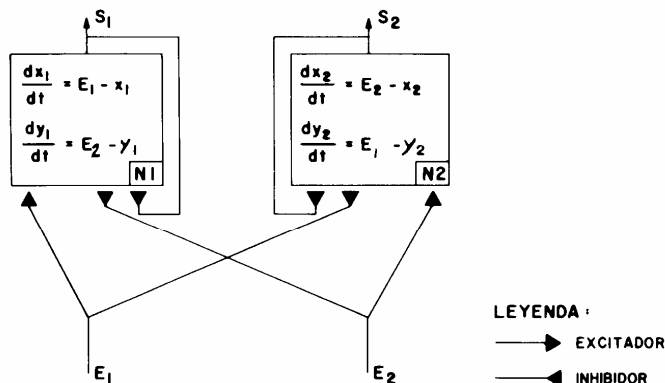 S₁
S₂
dx₁/dt = E₁ - x₁
dy₁/dt = E₂ - y₁
N1
dx₂/dt = E₂ - x₂
dy₂/dt = E₁ - y₂
N2
E₁
E₂
LEYENDA :
EXCITADOR
INHIBIDOR